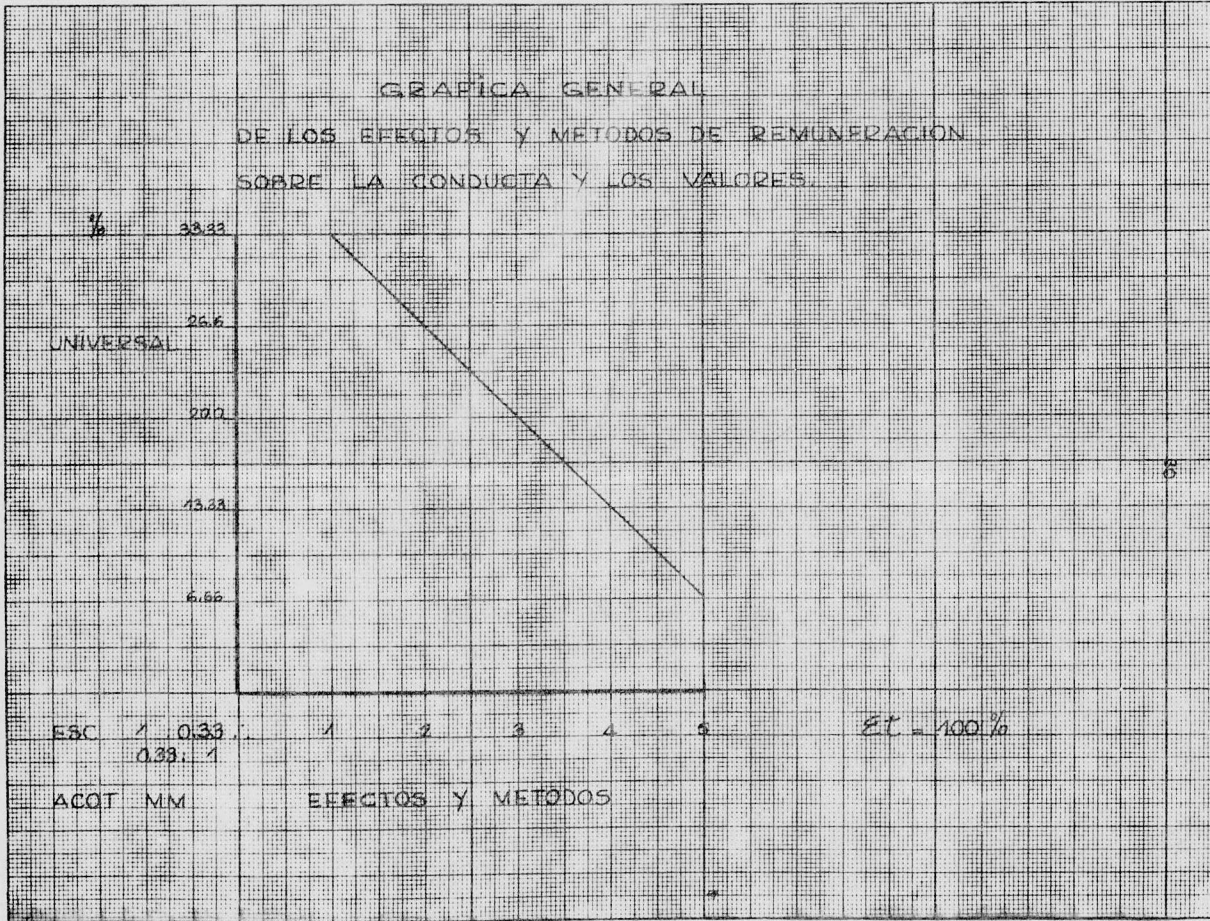 GRAFICA GENERAL
DE LOS EFECTOS Y METODOS DE REMUNERACION
SOBRE LA CONDUCTA Y LOS VALORES.
%
33.33
26.6
UNIVERSAL
20.0
13.33
6.66
ESC 1 : 0.33
1 2 3 4 5
Et = 100 %
0.33 : 1
ACOT MM EFECTOS Y METODOS